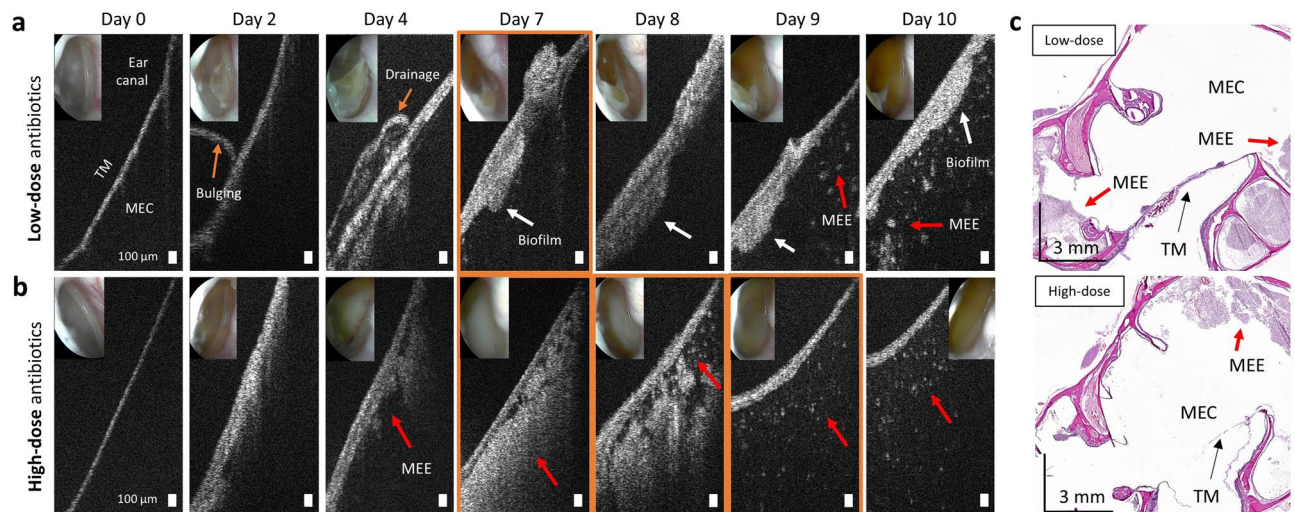 a
Day 0
Day 2
Day 4
Day 7
Day 8
Day 9
Day 10
Low-dose antibiotics
Ear
canal
TM
MEC
100 µm
Bulging
Drainage
Biofilm
MEE
Biofilm
MEE
b
High-dose antibiotics
100 µm
MEE
c
Low-dose
MEC
MEE
MEE
3 mm
TM
High-dose
MEE
MEC
3 mm
TM